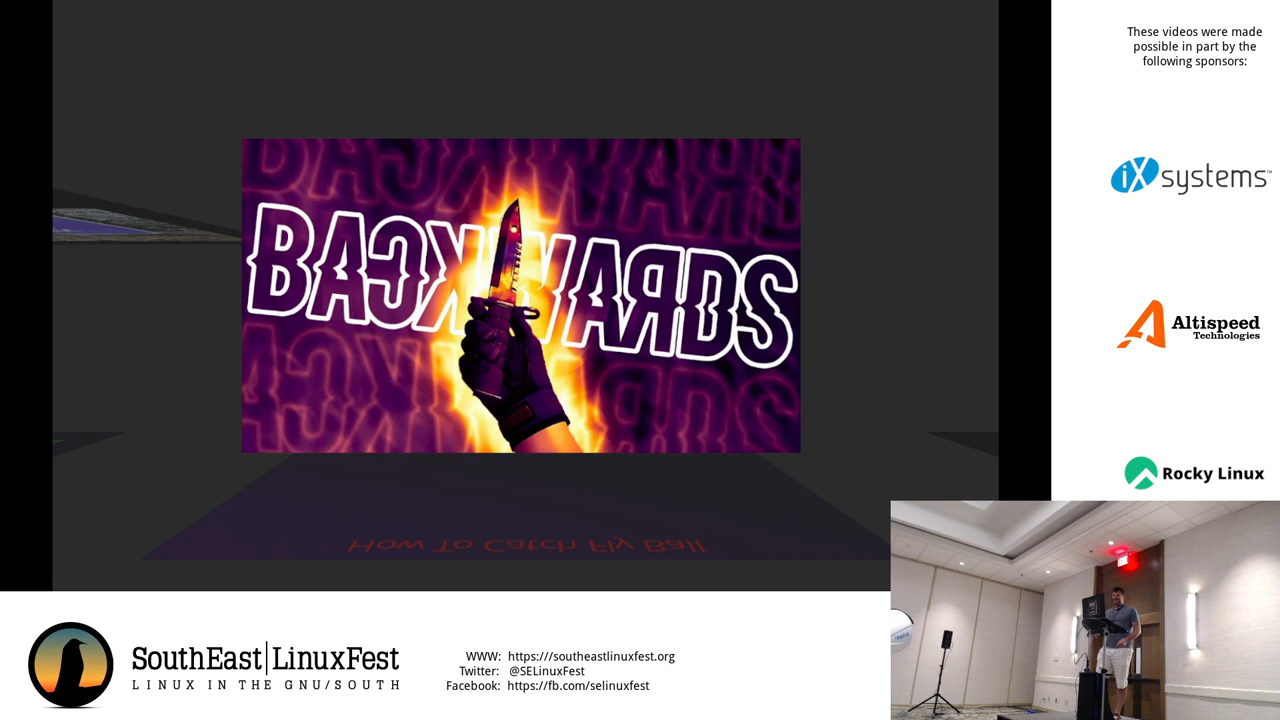 These videos were made
possible in part by the
following sponsors:
iXsystems™
BACKWARDS
Altispeed
Technologies
Rocky Linux
How To Catch Fly Ball
SouthEast|LinuxFest
LINUX IN THE GNU/SOUTH
WWW: https:///southeastlinuxfest.org
Twitter: @SELinuxFest
Facebook: https://fb.com/selinuxfest